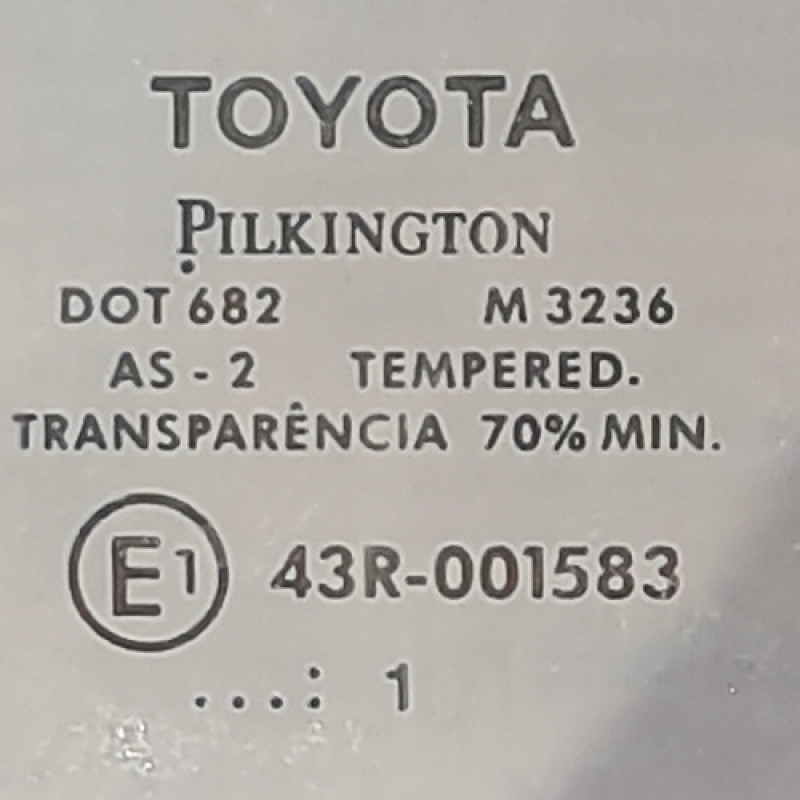 TOYOTA
PILKINGTON
DOT 682 M 3236
AS - 2 TEMPERED.
TRANSPARÊNCIA 70% MIN.
E1 43R-001583
...: 1